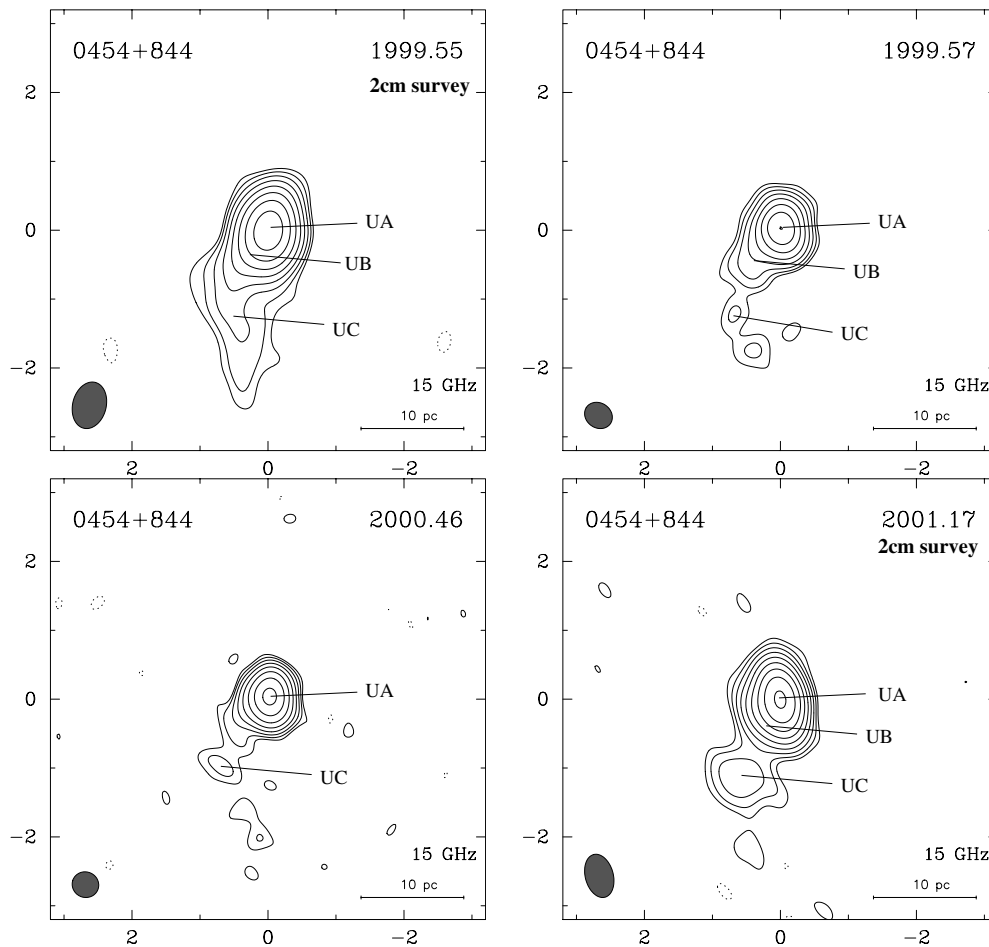 0454+844 1999.55
2cm survey
2
UA
0
UB
UC
-2
15 GHz
10 pc
2 0 -2
0454+844 1999.57
2
UA
0
UB
UC
-2
15 GHz
10 pc
2 0 -2
0454+844 2000.46
2
UA
0
UC
-2
15 GHz
10 pc
2 0 -2
0454+844 2001.17
2cm survey
2
UA
0
UB
UC
-2
15 GHz
10 pc
2 0 -2